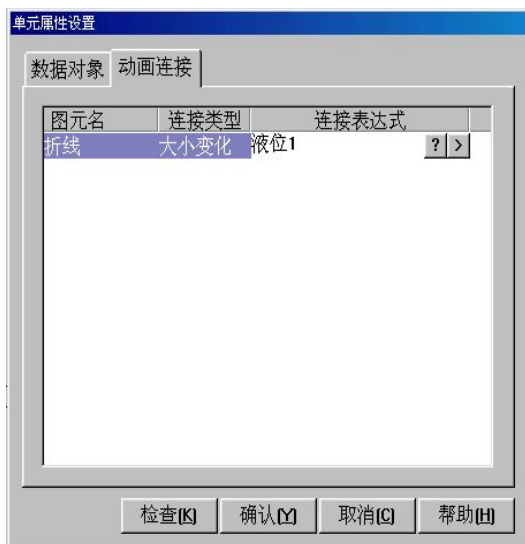 单元属性设置
数据对象 动画连接
图元名 连接类型 连接表达式
折线 大小变化 液位1 ? >
检查(K) 确认(Y) 取消(C) 帮助(H)